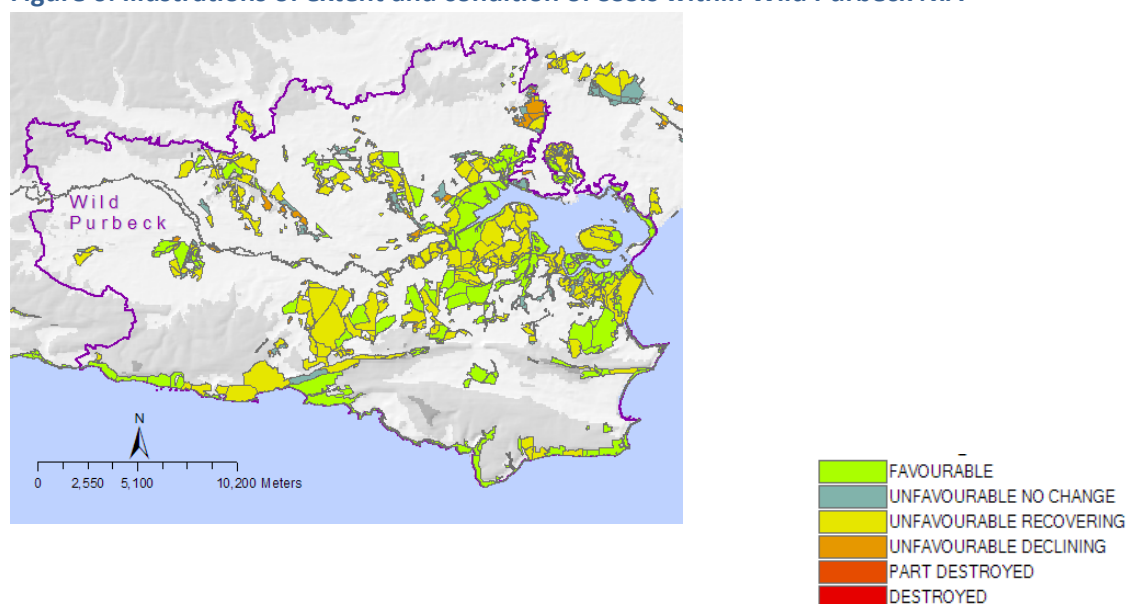 Wild
Purbeck
N
0 2,550 5,100 10,200 Meters
FAVOURABLE
UNFAVOURABLE NO CHANGE
UNFAVOURABLE RECOVERING
UNFAVOURABLE DECLINING
PART DESTROYED
DESTROYED